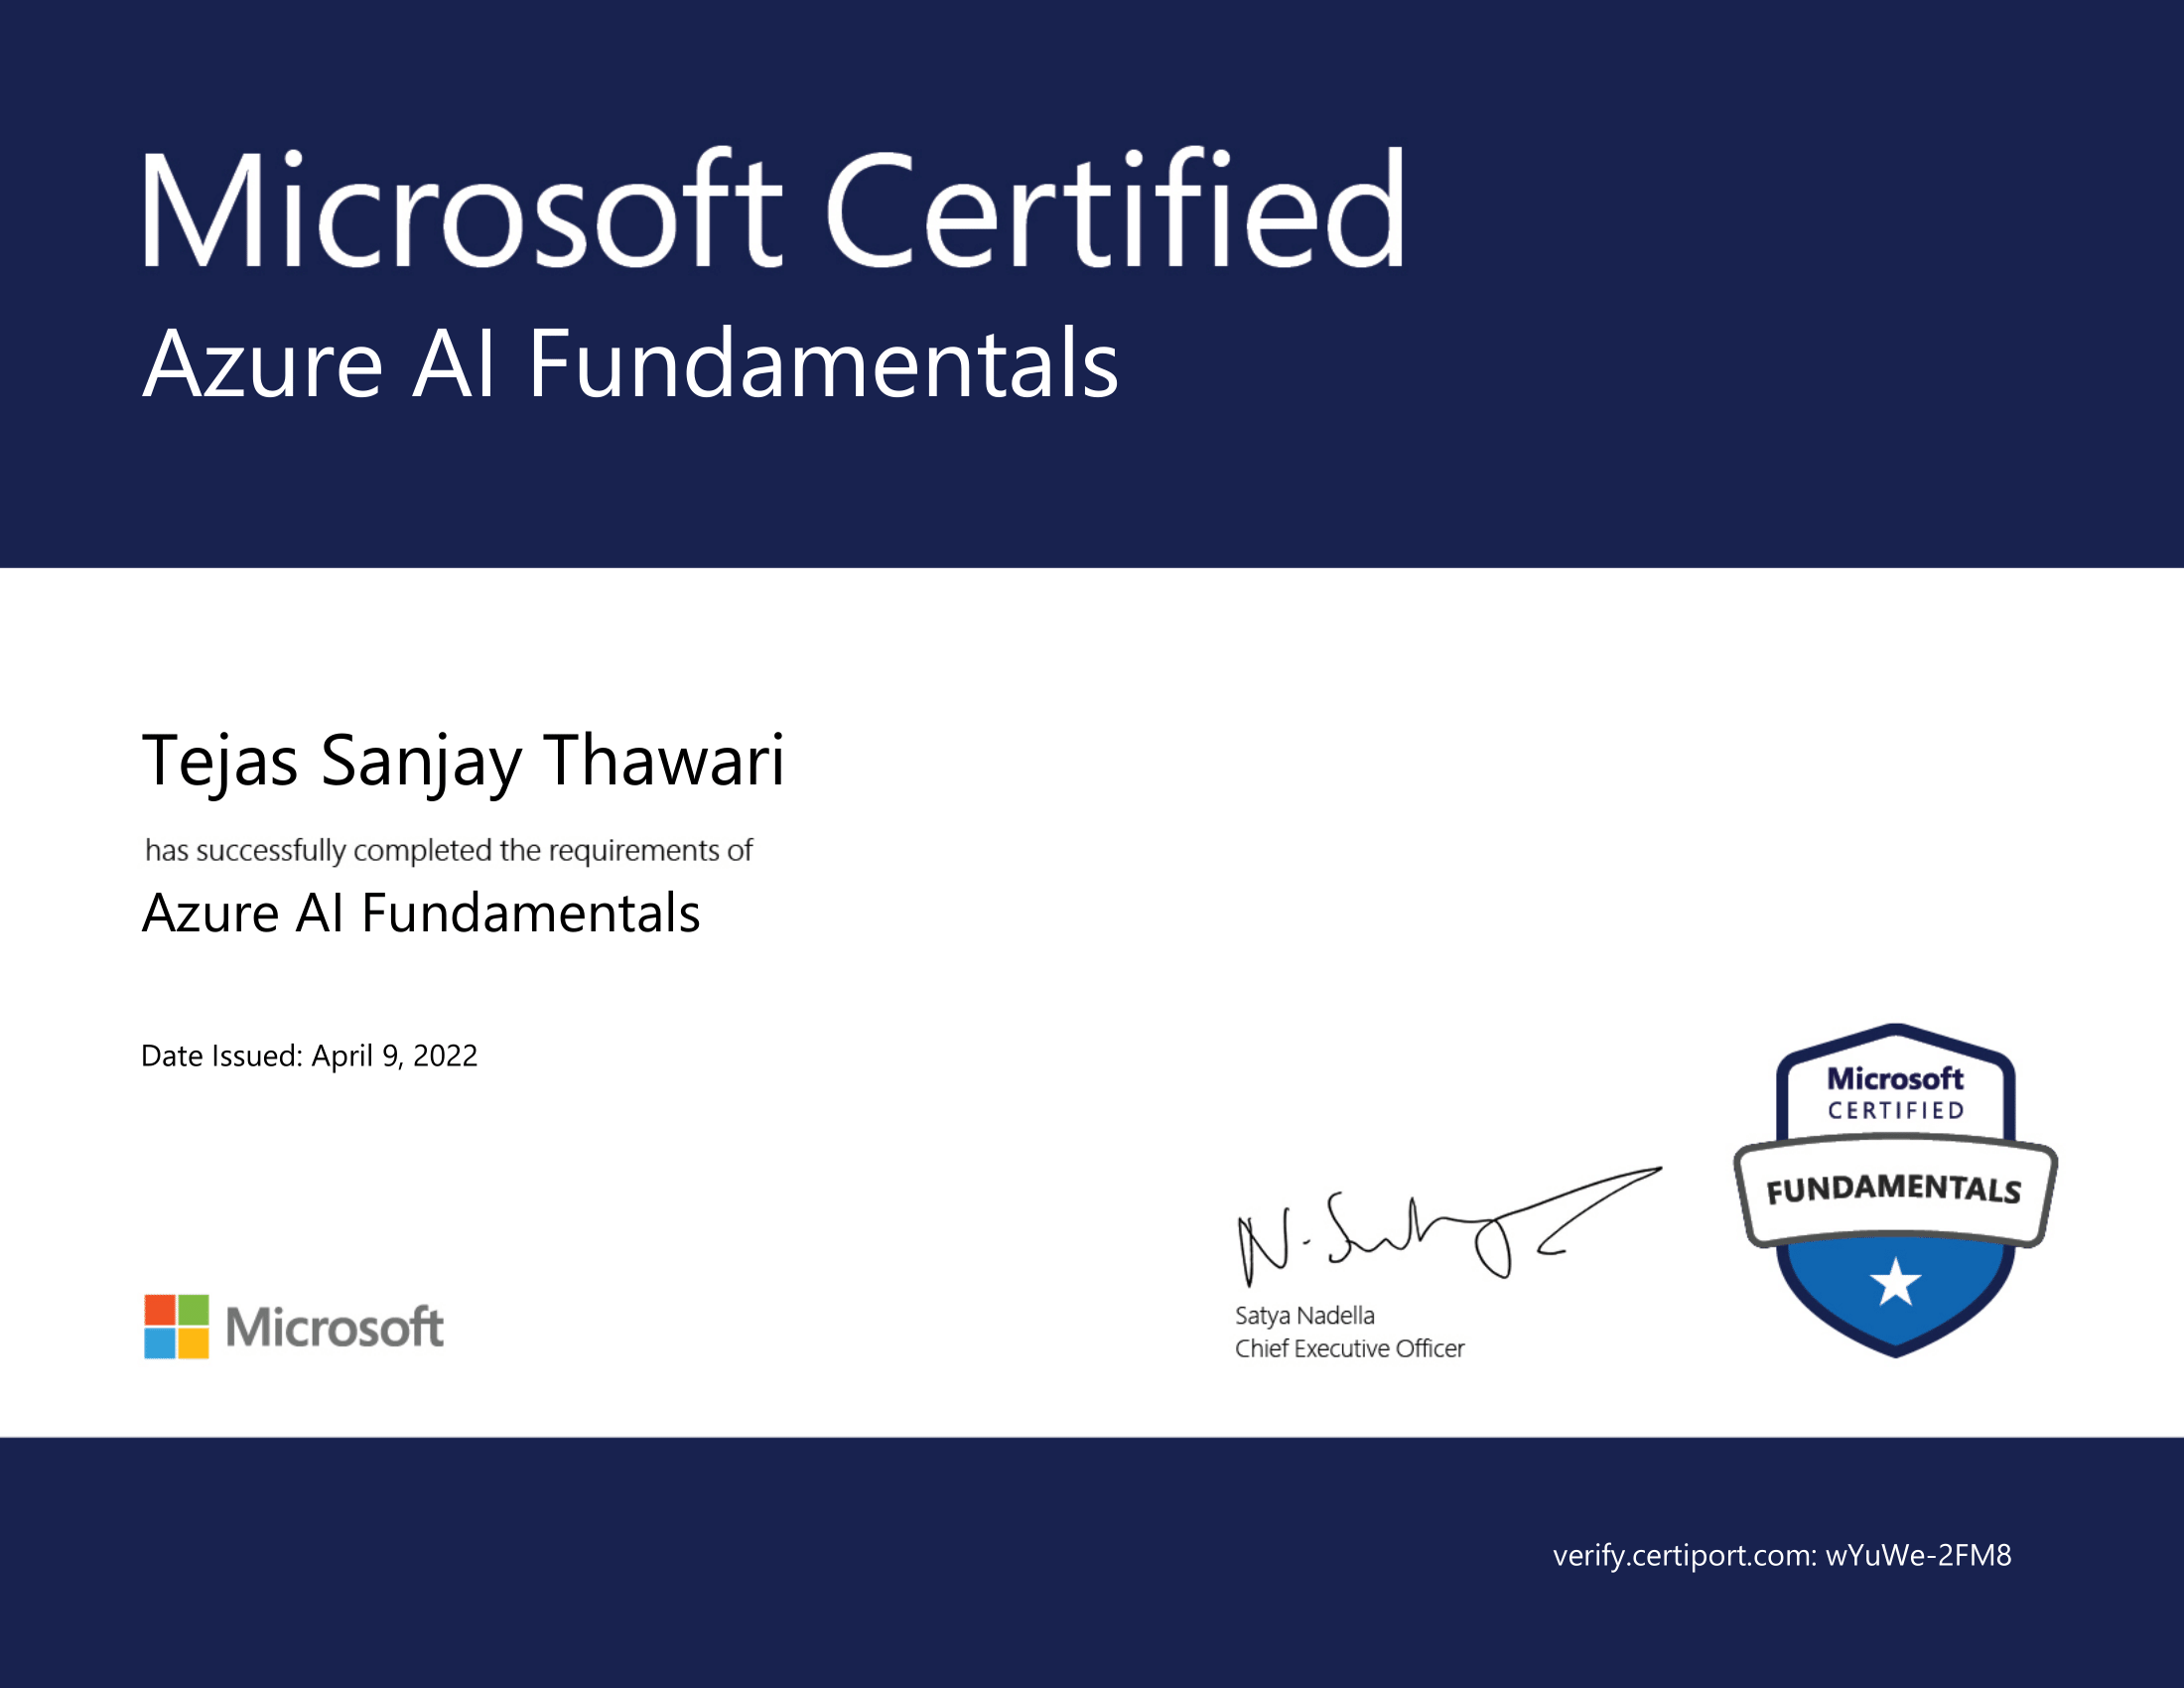 Microsoft Certified
Azure AI Fundamentals
Tejas Sanjay Thawari
has successfully completed the requirements of
Azure AI Fundamentals
Date Issued: April 9, 2022
Microsoft
CERTIFIED
FUNDAMENTALS
N. Satya
Satya Nadella
Chief Executive Officer
Microsoft
verify.certiport.com: wYuWe-2FM8